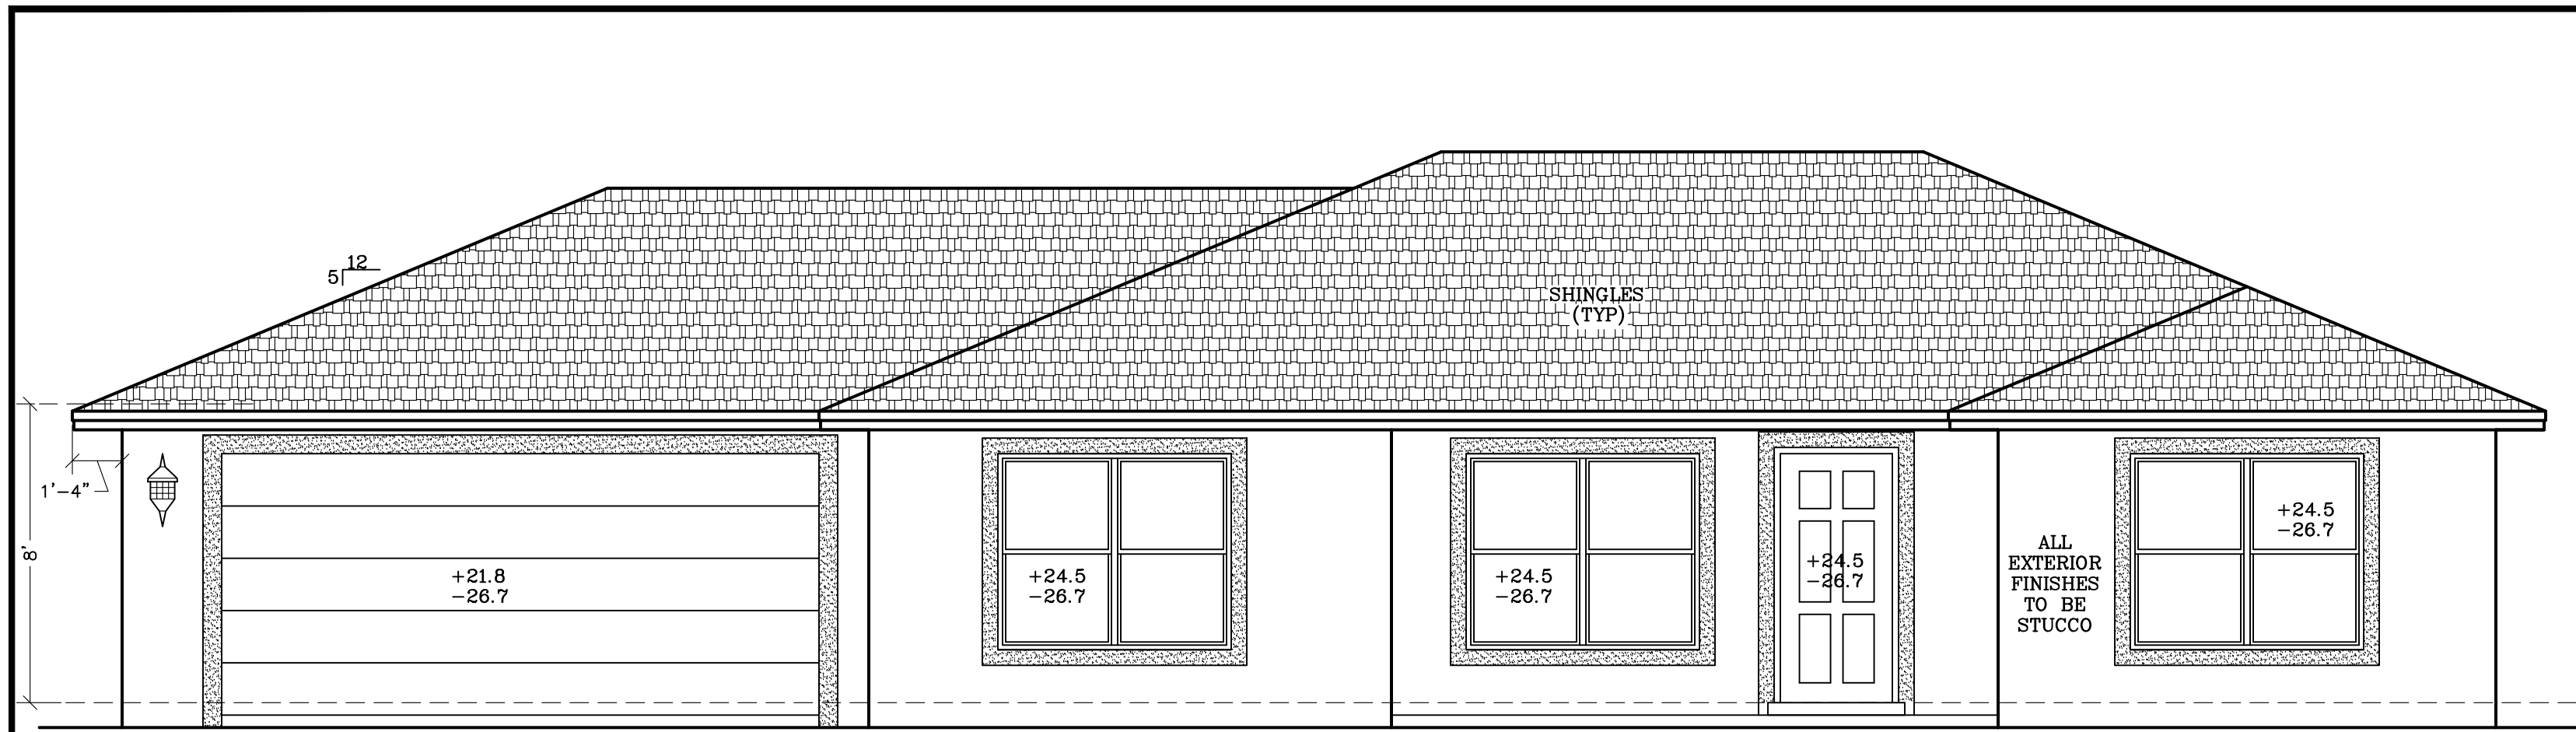 12
5
SHINGLES
(TYP)
1'-4"
8'
+21.8
-26.7
+24.5
-26.7
+24.5
-26.7
+24.5
-26.7
ALL
EXTERIOR
FINISHES
TO BE
STUCCO
+24.5
-26.7